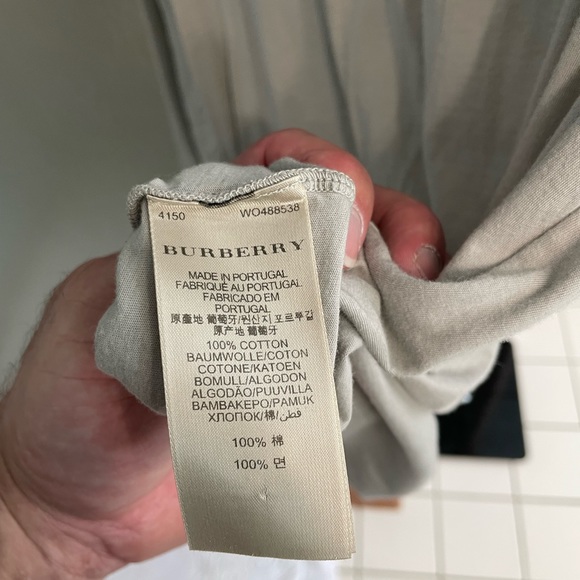 4150 WO488538
BURBERRY
MADE IN PORTUGAL
FABRIQUÉ AU PORTUGAL
FABRICADO EM
PORTUGAL
原產地 葡萄牙/원산지 포르투갈
原产地 葡萄牙
100% COTTON
BAUMWOLLE/COTON
COTONE/KATOEN
BOMULL/ALGODON
ALGODÃO/PUUVILLA
BAMBAKEPO/PAMUK
ХЛОПОК/棉/قطن
100% 棉
100% 면